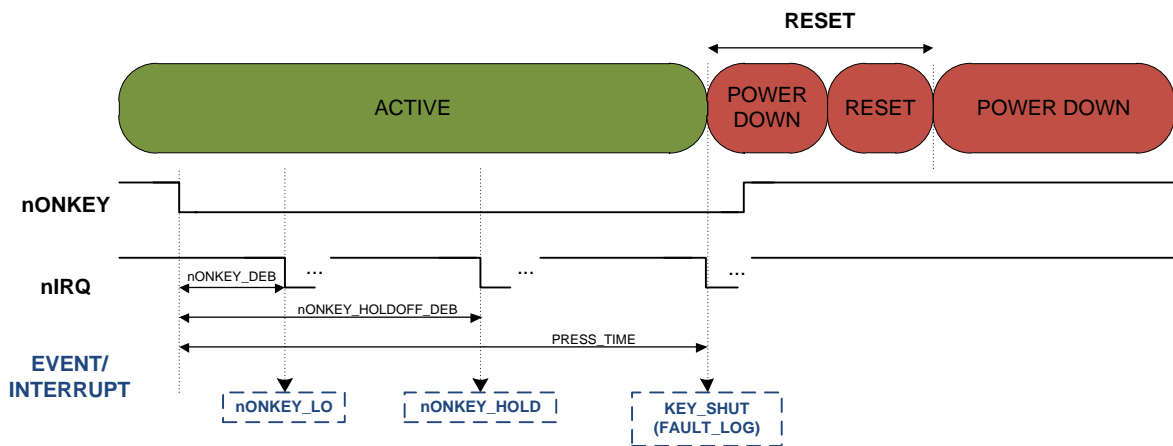 RESET
ACTIVE
POWER
DOWN
RESET
POWER DOWN
nONKEY
nIRQ
...
...
...
nONKEY_DEB
nONKEY_HOLDOFF_DEB
PRESS_TIME
EVENT/
INTERRUPT
nONKEY_LO
nONKEY_HOLD
KEY_SHUT
(FAULT_LOG)